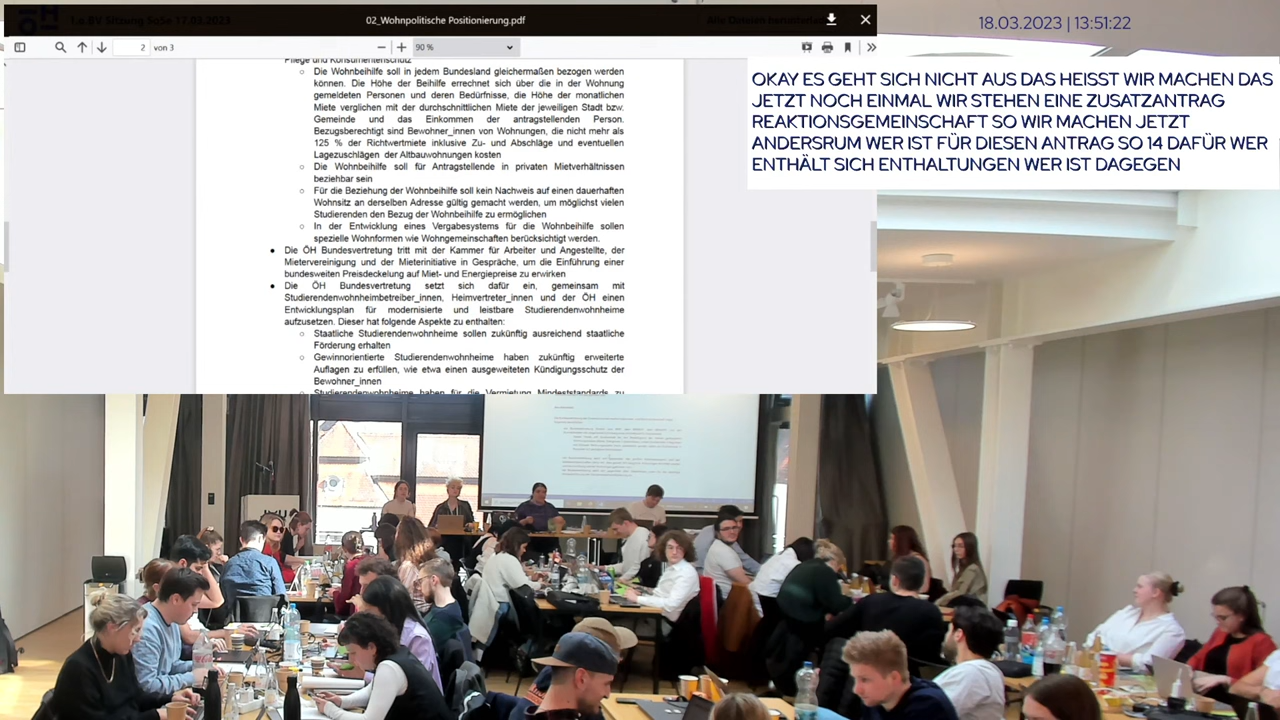 1.o BV Sitzung SoSe 17.03.2023
02_Wohnpolitische Positionierung.pdf
18.03.2023 | 13:51:22
2 von 3
90 %
Pflege und Konsumentenschutz
○ Die Wohnbeihilfe soll in jedem Bundesland gleichermaßen bezogen werden
können. Die Höhe der Beihilfe errechnet sich über die in der Wohnung
gemeldeten Personen und deren Bedürfnisse, die Höhe der monatlichen
Miete verglichen mit der durchschnittlichen Miete der jeweiligen Stadt bzw.
Gemeinde und das Einkommen der antragstellenden Person.
Bezugsberechtigt sind Bewohner_innen von Wohnungen, die nicht mehr als
125 % der Richtwertmiete inklusive Zu- und Abschläge und eventuellen
Lagezuschlägen der Altbauwohnungen kosten
○ Die Wohnbeihilfe soll für Antragstellende in privaten Mietverhältnissen
beziehbar sein
○ Für die Beziehung der Wohnbeihilfe soll kein Nachweis auf einen dauerhaften
Wohnsitz an derselben Adresse gültig gemacht werden, um möglichst vielen
Studierenden den Bezug der Wohnbeihilfe zu ermöglichen
○ In der Entwicklung eines Vergabesystems für die Wohnbeihilfe sollen
spezielle Wohnformen wie Wohngemeinschaften berücksichtigt werden.
● Die ÖH Bundesvertretung tritt mit der Kammer für Arbeiter und Angestellte, der
Mietervereinigung und der Mieterinitiative in Gespräche, um die Einführung einer
bundesweiten Preisdeckelung auf Miet- und Energiepreise zu erwirken
● Die ÖH Bundesvertretung setzt sich dafür ein, gemeinsam mit
Studierendenwohnheimbetreiber_innen, Heimvertreter_innen und der ÖH einen
Entwicklungsplan für modernisierte und leistbare Studierendenwohnheime
aufzusetzen. Dieser hat folgende Aspekte zu enthalten:
○ Staatliche Studierendenwohnheime sollen zukünftig ausreichend staatliche
Förderung erhalten
○ Gewinnorientierte Studierendenwohnheime haben zukünftig erweiterte
Auflagen zu erfüllen, wie etwa einen ausgeweiteten Kündigungsschutz der
Bewohner_innen
○ Studierendenwohnheime haben für die Vermietung Mindeststandards zu
OKAY ES GEHT SICH NICHT AUS DAS HEISST WIR MACHEN DAS
JETZT NOCH EINMAL WIR STEHEN EINE ZUSATZANTRAG
REAKTIONSGEMEINSCHAFT SO WIR MACHEN JETZT
ANDERSRUM WER IST FÜR DIESEN ANTRAG SO 14 DAFÜR WER
ENTHÄLT SICH ENTHALTUNGEN WER IST DAGEGEN